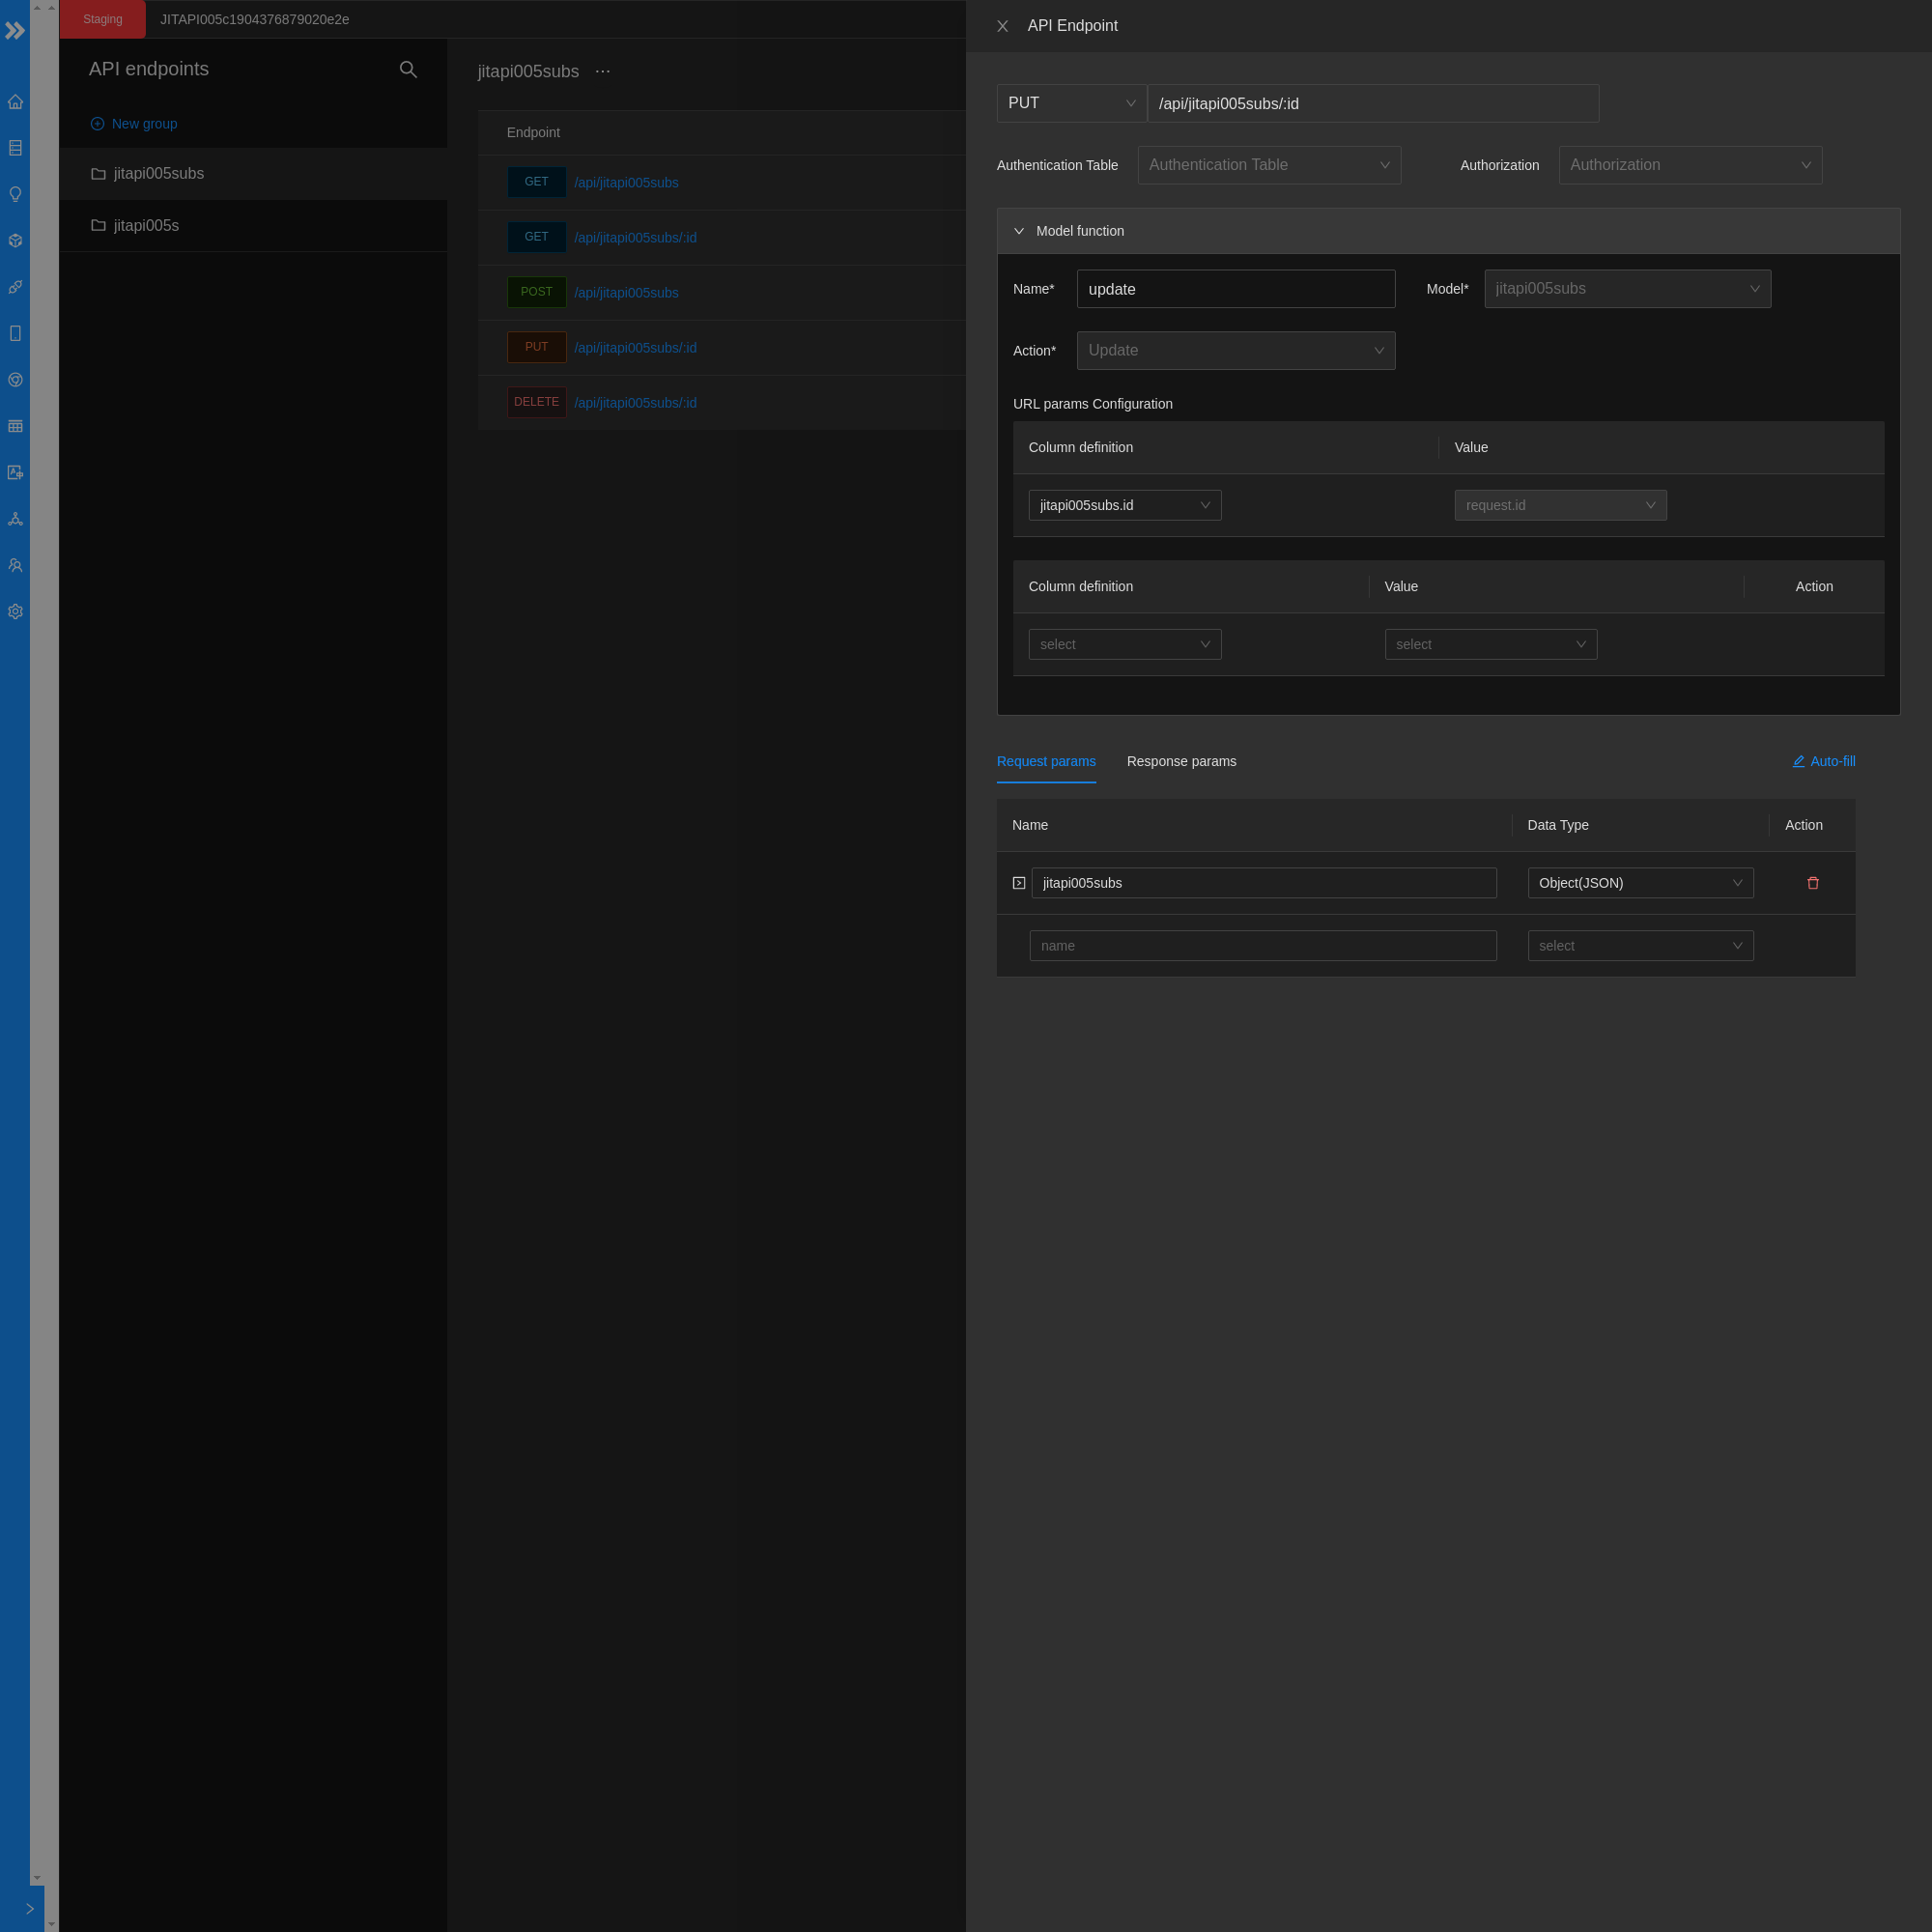 Staging
JITAPI005c1904376879020e2e
API endpoints
New group
jitapi005subs
jitapi005s
jitapi005subs ···
Endpoint
GET /api/jitapi005subs
GET /api/jitapi005subs/:id
POST /api/jitapi005subs
PUT /api/jitapi005subs/:id
DELETE /api/jitapi005subs/:id
API Endpoint
PUT /api/jitapi005subs/:id
Authentication Table Authentication Table Authorization Authorization
Model function
Name* update Model* jitapi005subs
Action* Update
URL params Configuration
Column definition Value
jitapi005subs.id request.id
Column definition Value Action
select select
Request params Response params Auto-fill
Name Data Type Action
jitapi005subs Object(JSON)
name select